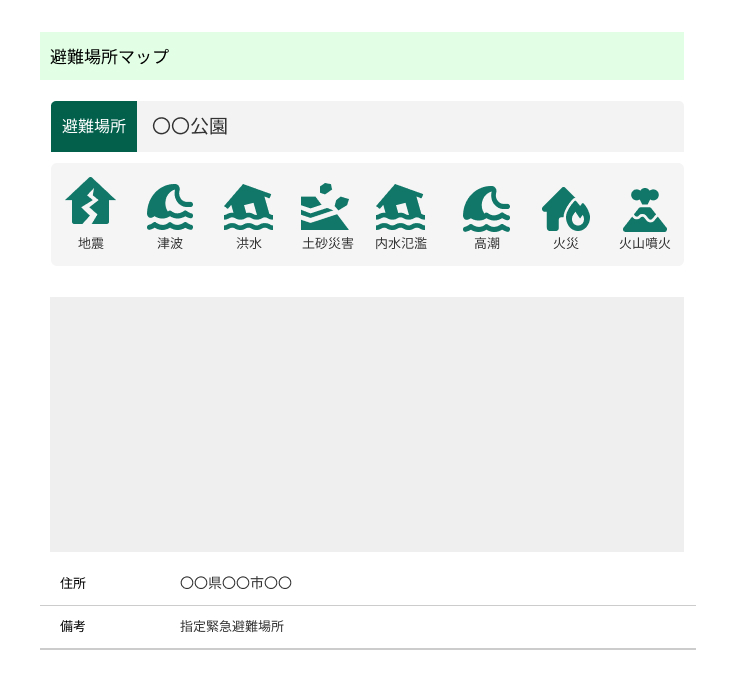 避難場所マップ
避難場所 〇〇公園
地震 津波 洪水 土砂災害 内水氾濫 高潮 火災 火山噴火
住所 〇〇県〇〇市〇〇
備考 指定緊急避難場所